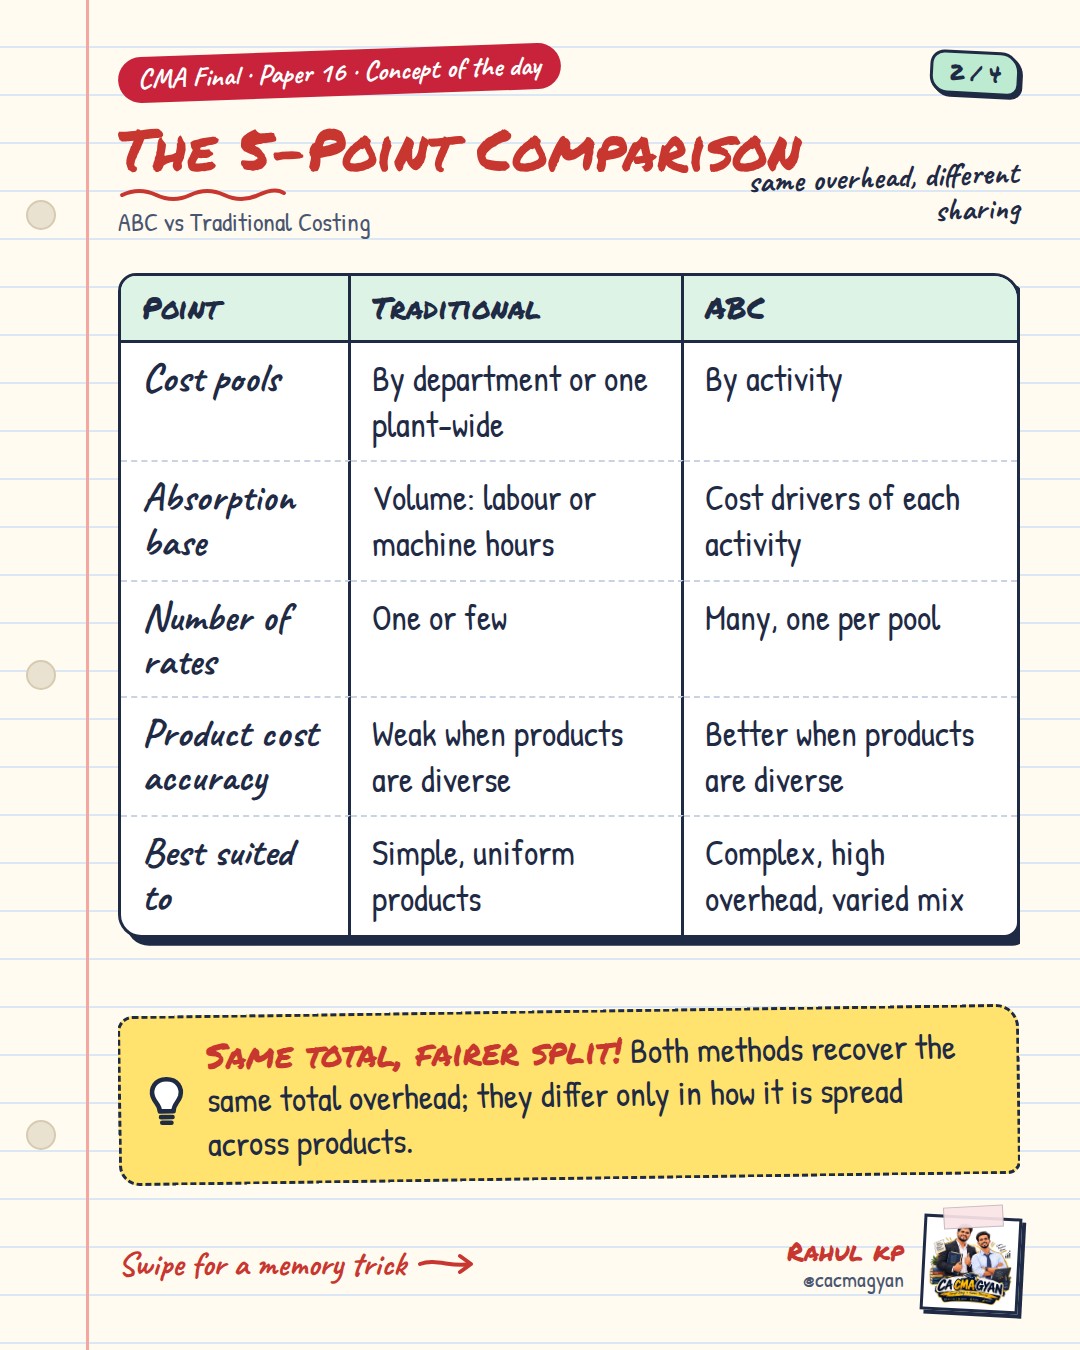 CMA Final · Paper 16 · Concept of the day
2/4
The 5-Point Comparison
same overhead, different
sharing
ABC vs Traditional Costing
Point Traditional ABC
Cost pools By department or one By activity
plant-wide
Absorption Volume: labour or Cost drivers of each
base machine hours activity
Number of One or few Many, one per pool
rates
Product cost Weak when products Better when products
accuracy are diverse are diverse
Best suited Simple, uniform Complex, high
to products overhead, varied mix
Same total, fairer split! Both methods recover the
same total overhead; they differ only in how it is spread
across products.
Swipe for a memory trick
Rahul KP
@cacmagyan
CA CMA GYAN